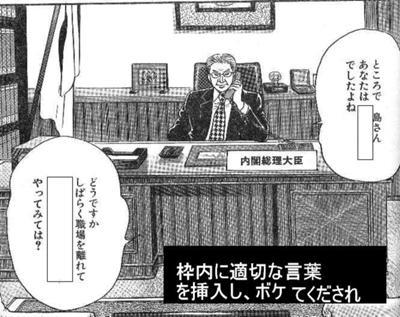 ところで
あなたは
島さん
でしたよね
内閣総理大臣
どうですか
しばらく職場を離れて
やってみては?
枠内に適切な言葉
を挿入し、ボケてくだされ